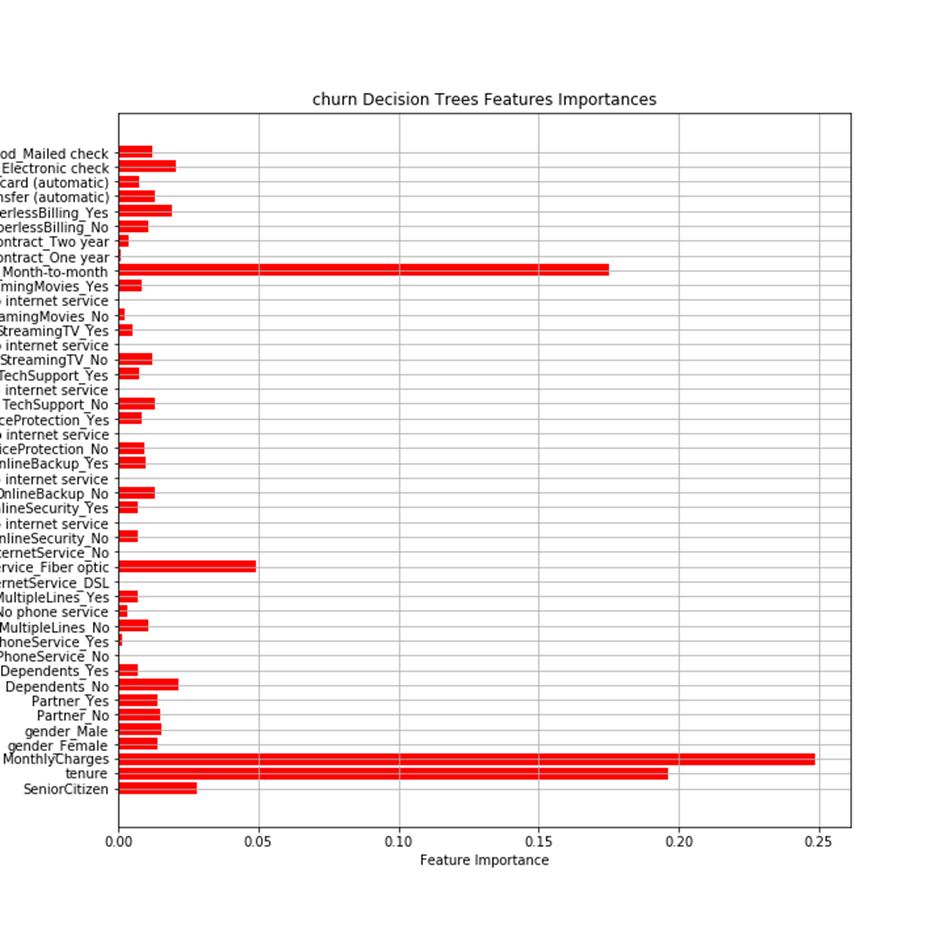 churn Decision Trees Features Importances
od_Mailed check
Electronic check
card (automatic)
nsfer (automatic)
erlessBilling_Yes
perlessBilling_No
ontract_Two year
ontract_One year
_Month-to-month
mingMovies_Yes
internet service
amingMovies_No
StreamingTV_Yes
internet service
StreamingTV_No
TechSupport_Yes
internet service
TechSupport_No
ceProtection_Yes
internet service
iceProtection_No
nlineBackup_Yes
internet service
OnlineBackup_No
nlineSecurity_Yes
internet service
nlineSecurity_No
ternetService_No
ervice_Fiber optic
ernetService_DSL
MultipleLines_Yes
No phone service
MultipleLines_No
honeService_Yes
PhoneService_No
Dependents_Yes
Dependents_No
Partner_Yes
Partner_No
gender_Male
gender_Female
MonthlyCharges
tenure
SeniorCitizen
0.00 0.05 0.10 0.15 0.20 0.25
Feature Importance